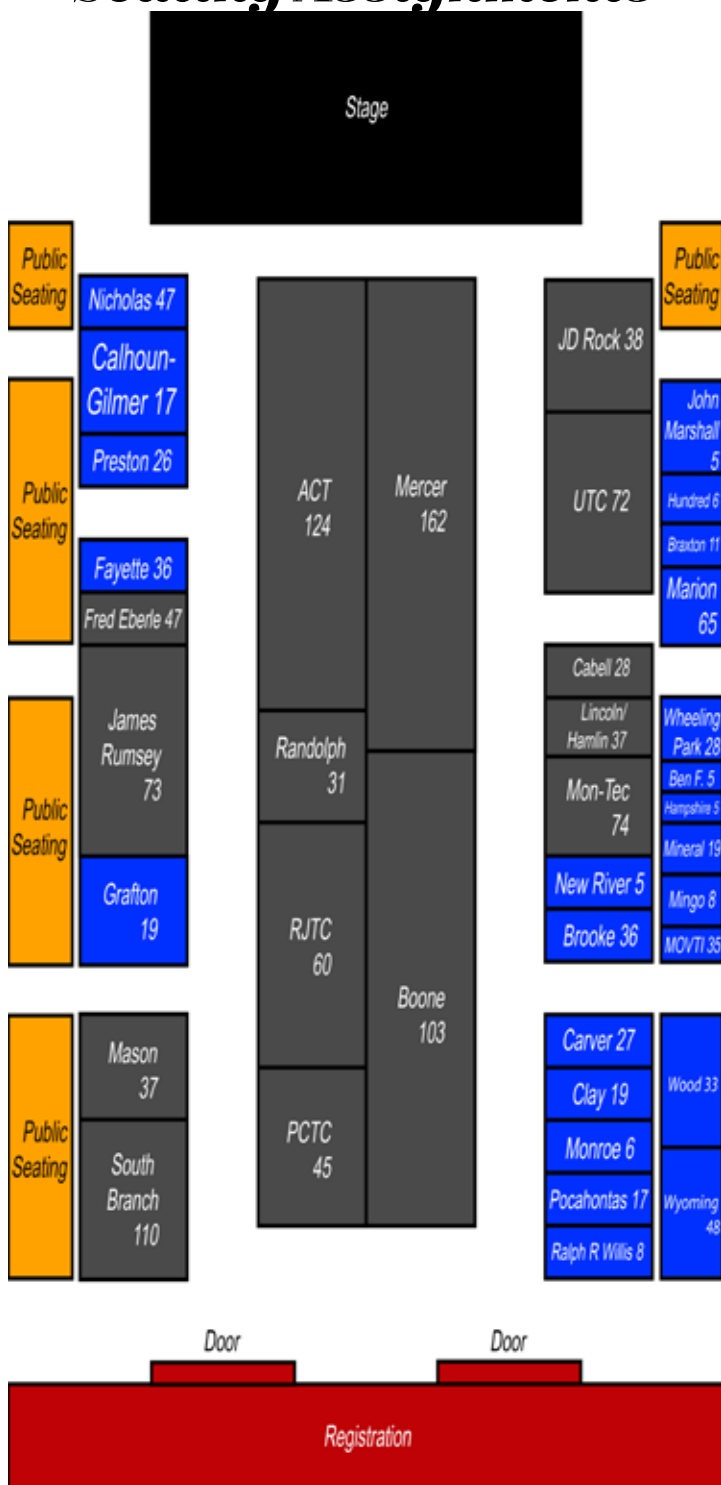 Seating Assignments
Stage
Public
Seating
Nicholas 47
Calhoun-
Gilmer 17
Preston 26
Public
Seating
Fayette 36
Fred Eberle 47
James
Rumsey
73
Public
Seating
Grafton
19
Mason
37
Public
Seating
South
Branch
110
ACT
124
Mercer
162
Randolph
31
RJTC
60
Boone
103
PCTC
45
JD Rock 38
UTC 72
Cabell 28
Lincoln/
Hamlin 37
Mon-Tec
74
New River 5
Brooke 36
Carver 27
Clay 19
Monroe 6
Pocahontas 17
Ralph R Willis 8
Public
Seating
John
Marshall
5
Hundred 6
Braxton 11
Marion
65
Wheeling
Park 28
Ben F. 5
Hampshire 5
Mineral 19
Mingo 8
MOVTI 35
Wood 33
Wyoming
48
Door
Door
Registration